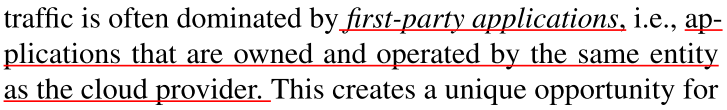 traffic is often dominated by first-party applications, i.e., ap-
plications that are owned and operated by the same entity
as the cloud provider. This creates a unique opportunity for